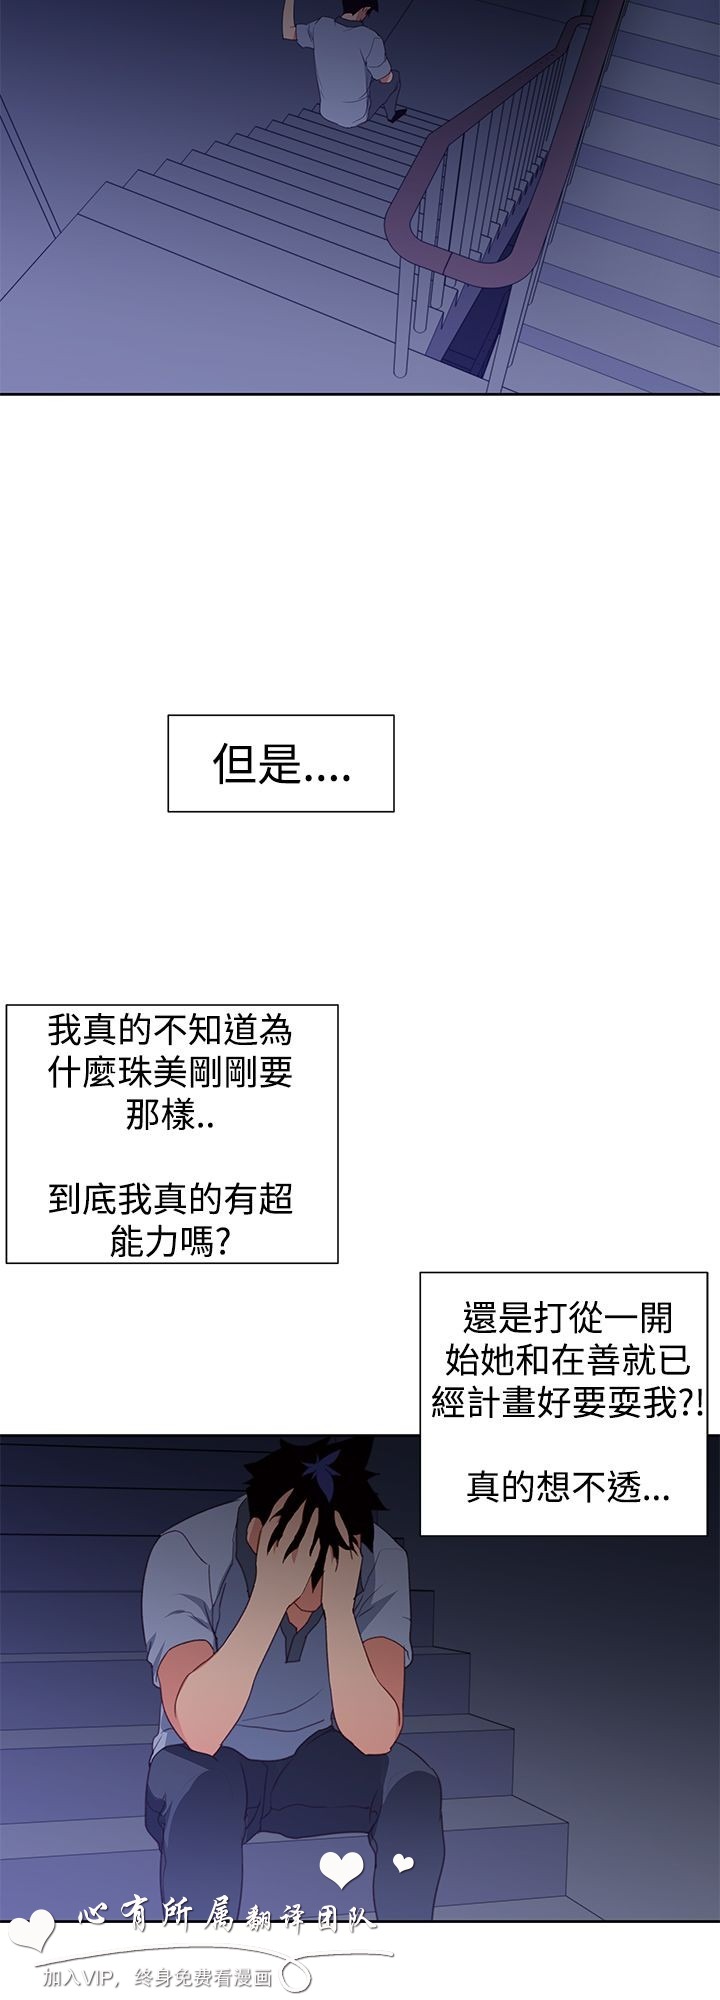 但是....
我真的不知道為
什麼珠美剛剛要
那樣..
到底我真的有超
能力嗎?
還是打從一開
始她和在善就已
經計畫好要耍我?!
真的想不透...
心有所属翻译团队
加入VIP，终身免费看漫画